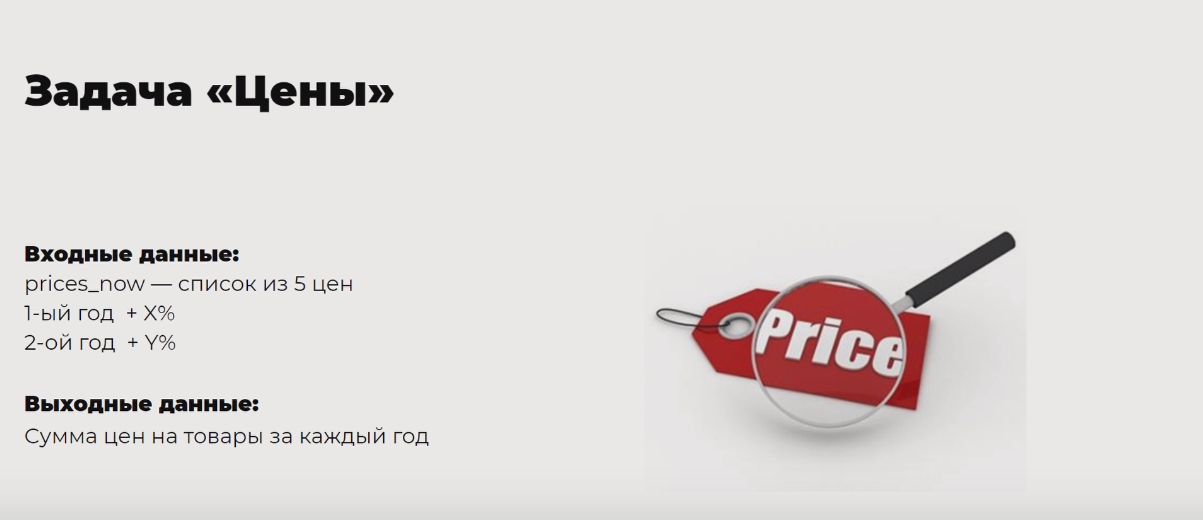 Задача «Цены»
Входные данные:
prices_now — список из 5 цен
1-ый год + X%
2-ой год + Y%
Выходные данные:
Сумма цен на товары за каждый год
Price